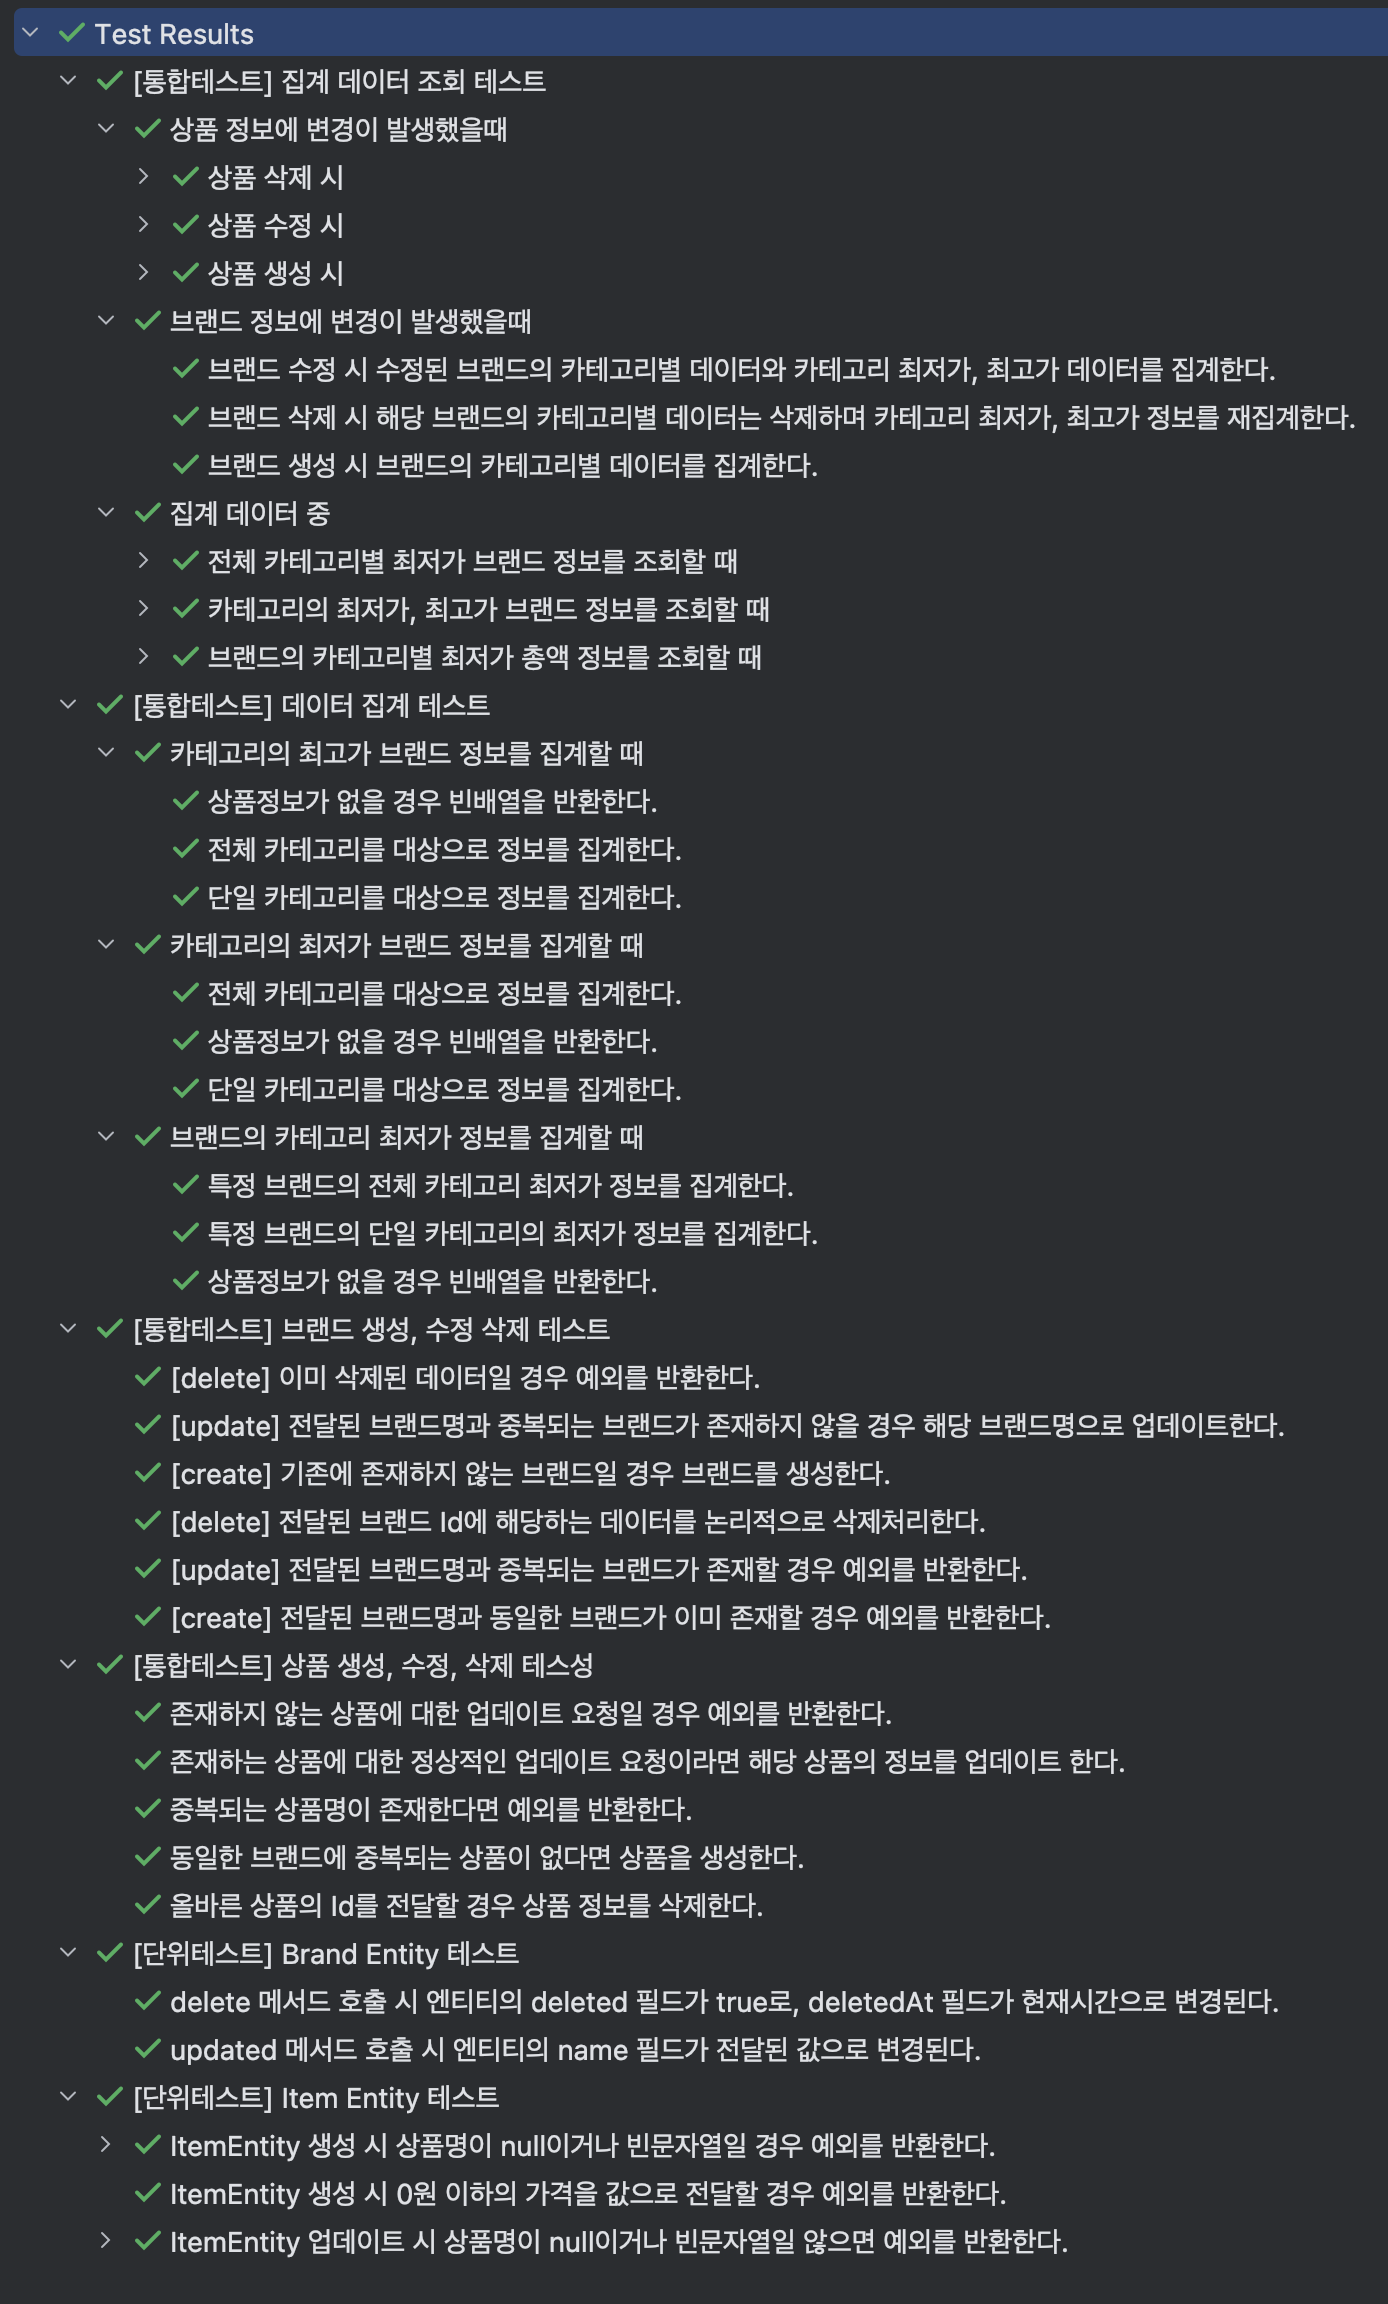 Test Results
[통합테스트] 집계 데이터 조회 테스트
상품 정보에 변경이 발생했을때
상품 삭제 시
상품 수정 시
상품 생성 시
브랜드 정보에 변경이 발생했을때
브랜드 수정 시 수정된 브랜드의 카테고리별 데이터와 카테고리 최저가, 최고가 데이터를 집계한다.
브랜드 삭제 시 해당 브랜드의 카테고리별 데이터는 삭제하며 카테고리 최저가, 최고가 정보를 재집계한다.
브랜드 생성 시 브랜드의 카테고리별 데이터를 집계한다.
집계 데이터 중
전체 카테고리별 최저가 브랜드 정보를 조회할 때
카테고리의 최저가, 최고가 브랜드 정보를 조회할 때
브랜드의 카테고리별 최저가 총액 정보를 조회할 때
[통합테스트] 데이터 집계 테스트
카테고리의 최고가 브랜드 정보를 집계할 때
상품정보가 없을 경우 빈배열을 반환한다.
전체 카테고리를 대상으로 정보를 집계한다.
단일 카테고리를 대상으로 정보를 집계한다.
카테고리의 최저가 브랜드 정보를 집계할 때
전체 카테고리를 대상으로 정보를 집계한다.
상품정보가 없을 경우 빈배열을 반환한다.
단일 카테고리를 대상으로 정보를 집계한다.
브랜드의 카테고리 최저가 정보를 집계할 때
특정 브랜드의 전체 카테고리 최저가 정보를 집계한다.
특정 브랜드의 단일 카테고리의 최저가 정보를 집계한다.
상품정보가 없을 경우 빈배열을 반환한다.
[통합테스트] 브랜드 생성, 수정 삭제 테스트
[delete] 이미 삭제된 데이터일 경우 예외를 반환한다.
[update] 전달된 브랜드명과 중복되는 브랜드가 존재하지 않을 경우 해당 브랜드명으로 업데이트한다.
[create] 기존에 존재하지 않는 브랜드일 경우 브랜드를 생성한다.
[delete] 전달된 브랜드 Id에 해당하는 데이터를 논리적으로 삭제처리한다.
[update] 전달된 브랜드명과 중복되는 브랜드가 존재할 경우 예외를 반환한다.
[create] 전달된 브랜드명과 동일한 브랜드가 이미 존재할 경우 예외를 반환한다.
[통합테스트] 상품 생성, 수정, 삭제 테스성
존재하지 않는 상품에 대한 업데이트 요청일 경우 예외를 반환한다.
존재하는 상품에 대한 정상적인 업데이트 요청이라면 해당 상품의 정보를 업데이트 한다.
중복되는 상품명이 존재한다면 예외를 반환한다.
동일한 브랜드에 중복되는 상품이 없다면 상품을 생성한다.
올바른 상품의 Id를 전달할 경우 상품 정보를 삭제한다.
[단위테스트] Brand Entity 테스트
delete 메서드 호출 시 엔티티의 deleted 필드가 true로, deletedAt 필드가 현재시간으로 변경된다.
updated 메서드 호출 시 엔티티의 name 필드가 전달된 값으로 변경된다.
[단위테스트] Item Entity 테스트
ItemEntity 생성 시 상품명이 null이거나 빈문자열일 경우 예외를 반환한다.
ItemEntity 생성 시 0원 이하의 가격을 값으로 전달할 경우 예외를 반환한다.
ItemEntity 업데이트 시 상품명이 null이거나 빈문자열일 않으면 예외를 반환한다.